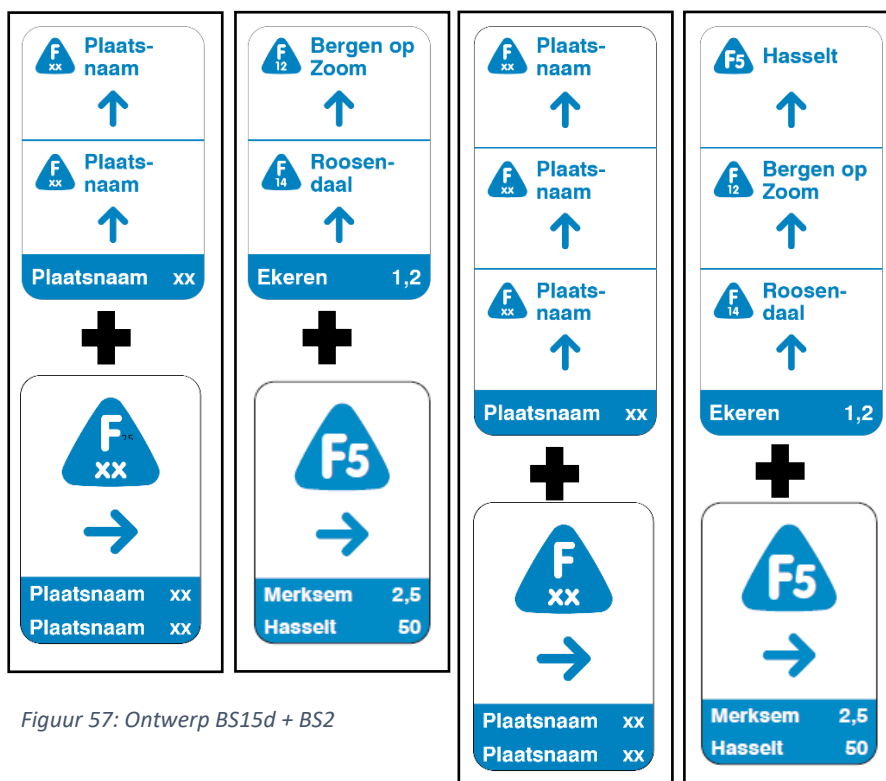 F
xx
Plaats-
naam
F
xx
Plaats-
naam
Plaatsnaam xx
F
xx
Plaatsnaam xx
Plaatsnaam xx
F
12
Bergen op
Zoom
F
14
Roosen-
daal
Ekeren 1,2
F5
Merksem 2,5
Hasselt 50
F
xx
Plaats-
naam
F
xx
Plaats-
naam
F
xx
Plaats-
naam
Plaatsnaam xx
F
xx
Plaatsnaam xx
Plaatsnaam xx
F5 Hasselt
F
12
Bergen op
Zoom
F
14
Roosen-
daal
Ekeren 1,2
F5
Merksem 2,5
Hasselt 50
Figuur 57: Ontwerp BS15d + BS2